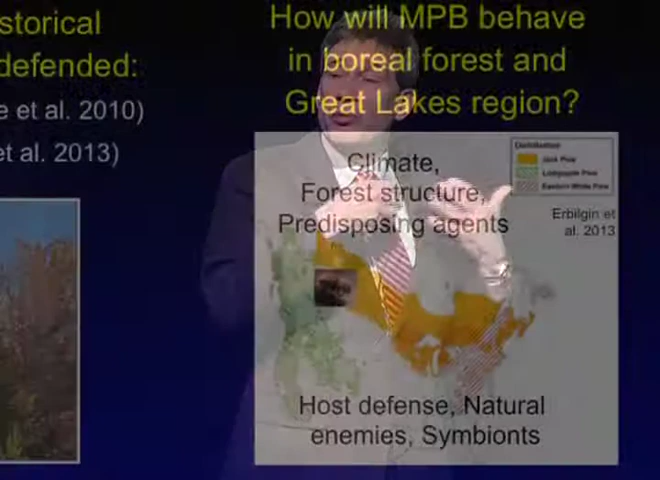 storical
defended:
e et al. 2010)
et al. 2013)
How will MPB behave
in boreal forest and
Great Lakes region?
Climate,
Forest structure,
Predisposing agents
Distribution
Jack Pine
Lodgepole Pine
Eastern White Pine
Erbilgin et
al. 2013
Host defense, Natural
enemies, Symbionts